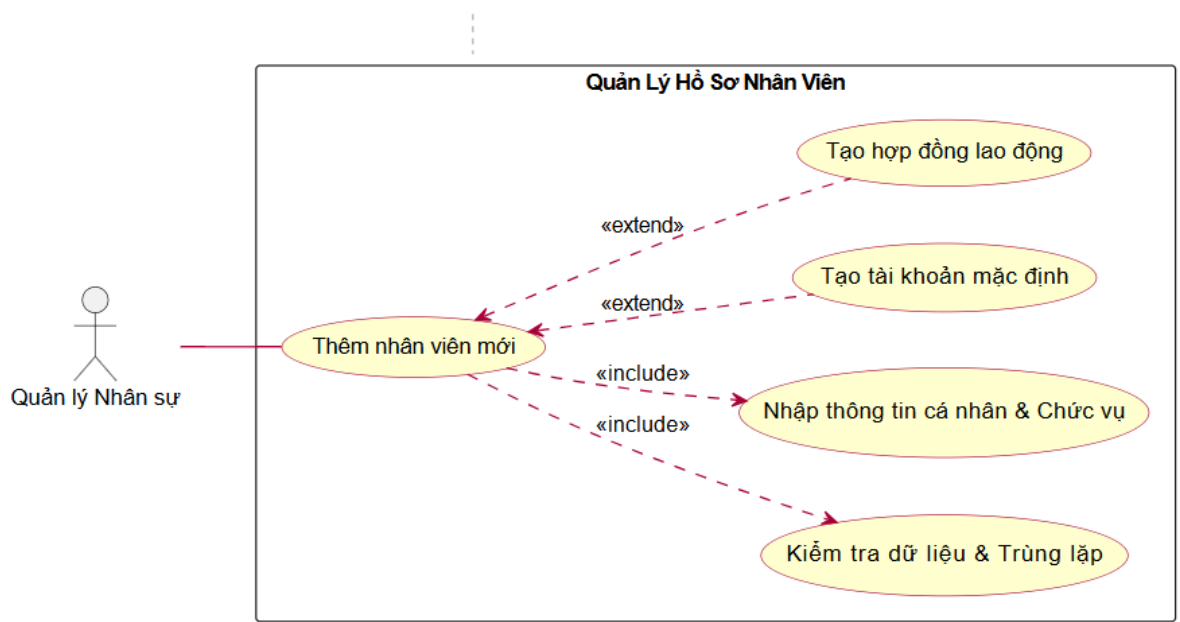 Quản Lý Hồ Sơ Nhân Viên
Tạo hợp đồng lao động
«extend»
Tạo tài khoản mặc định
«extend»
Thêm nhân viên mới
«include»
Quản lý Nhân sự
Nhập thông tin cá nhân & Chức vụ
«include»
Kiểm tra dữ liệu & Trùng lặp